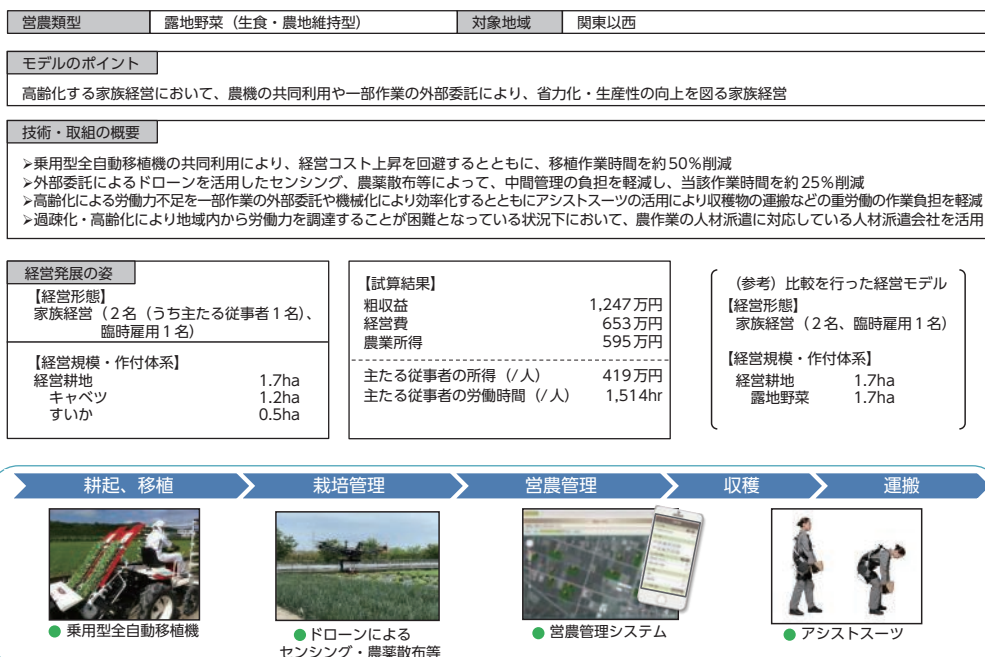 営農類型 露地野菜（生食・農地維持型） 対象地域 関東以西
モデルのポイント
高齢化する家族経営において、農機の共同利用や一部作業の外部委託により、省力化・生産性の向上を図る家族経営
技術・取組の概要
➢乗用型全自動移植機の共同利用により、経営コスト上昇を回避するとともに、移植作業時間を約50％削減
➢外部委託によるドローンを活用したセンシング、農薬散布等によって、中間管理の負担を軽減し、当該作業時間を約25％削減
➢高齢化による労働力不足を一部作業の外部委託や機械化により効率化するとともにアシストスーツの活用により収穫物の運搬などの重労働の作業負担を軽減
➢過疎化・高齢化により地域内から労働力を調達することが困難となっている状況下において、農作業の人材派遣に対応している人材派遣会社を活用
経営発展の姿
【経営形態】
家族経営（２名（うち主たる従事者１名）、
臨時雇用１名）
【経営規模・作付体系】
経営耕地 1.7ha
キャベツ 1.2ha
すいか 0.5ha
【試算結果】
粗収益 1,247万円
経営費 653万円
農業所得 595万円
主たる従事者の所得（/人） 419万円
主たる従事者の労働時間（/人） 1,514hr
（参考）比較を行った経営モデル
【経営形態】
家族経営（２名、臨時雇用１名）
【経営規模・作付体系】
経営耕地 1.7ha
露地野菜 1.7ha
耕起、移植 栽培管理 営農管理 収穫 運搬
● 乗用型全自動移植機
● ドローンによる
センシング・農薬散布等
● 営農管理システム
● アシストスーツ